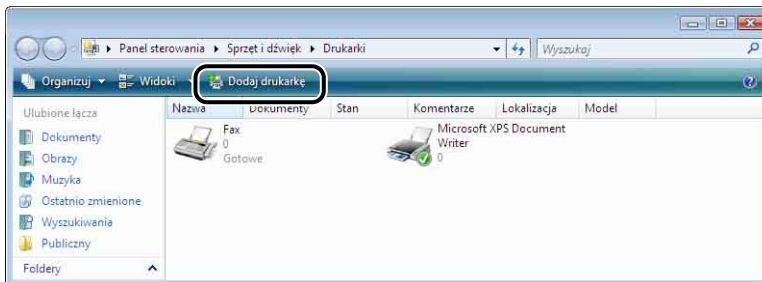 Panel sterowania ▸ Sprzęt i dźwięk ▸ Drukarki
Wyszukaj
Organizuj
Widoki
Dodaj drukarkę
Ulubione łącza
Dokumenty
Obrazy
Muzyka
Ostatnio zmienione
Wyszukiwania
Publiczny
Foldery
Nazwa Dokumenty Stan Komentarze Lokalizacja Model
Fax
0
Gotowe
Microsoft XPS Document
Writer
0